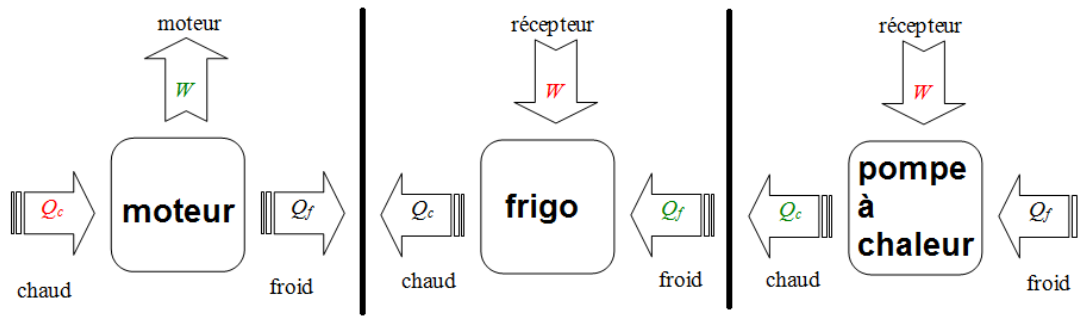 moteur
W
moteur
Qc
Qf
chaud
froid
récepteur
W
frigo
Qc
Qf
chaud
froid
récepteur
W
pompe
à
chaleur
Qc
Qf
chaud
froid